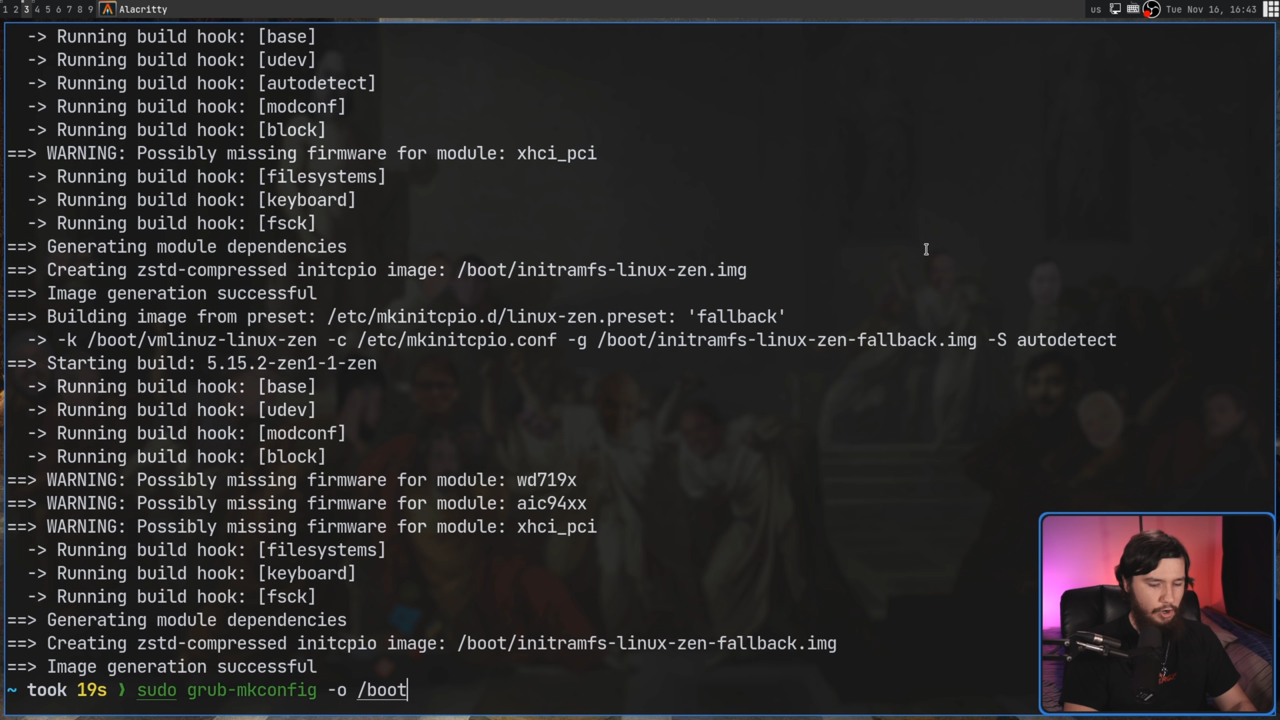 1 2 3 4 5 6 7 8 9 Alacritty us Tue Nov 16, 16:43
-> Running build hook: [base]
-> Running build hook: [udev]
-> Running build hook: [autodetect]
-> Running build hook: [modconf]
-> Running build hook: [block]
==> WARNING: Possibly missing firmware for module: xhci_pci
-> Running build hook: [filesystems]
-> Running build hook: [keyboard]
-> Running build hook: [fsck]
==> Generating module dependencies
==> Creating zstd-compressed initcpio image: /boot/initramfs-linux-zen.img
==> Image generation successful
==> Building image from preset: /etc/mkinitcpio.d/linux-zen.preset: 'fallback'
-> -k /boot/vmlinuz-linux-zen -c /etc/mkinitcpio.conf -g /boot/initramfs-linux-zen-fallback.img -S autodetect
==> Starting build: 5.15.2-zen1-1-zen
-> Running build hook: [base]
-> Running build hook: [udev]
-> Running build hook: [modconf]
-> Running build hook: [block]
==> WARNING: Possibly missing firmware for module: wd719x
==> WARNING: Possibly missing firmware for module: aic94xx
==> WARNING: Possibly missing firmware for module: xhci_pci
-> Running build hook: [filesystems]
-> Running build hook: [keyboard]
-> Running build hook: [fsck]
==> Generating module dependencies
==> Creating zstd-compressed initcpio image: /boot/initramfs-linux-zen-fallback.img
==> Image generation successful
~ took 19s ❯ sudo grub-mkconfig -o /boot